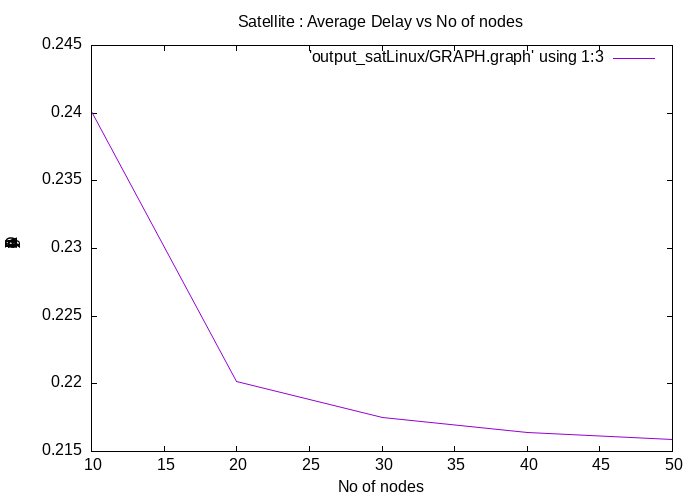 Satellite : Average Delay vs No of nodes
'output_satLinux/GRAPH.graph' using 1:3
0.245
0.24
0.235
0.23
0.225
0.22
0.215
10 15 20 25 30 35 40 45 50
No of nodes